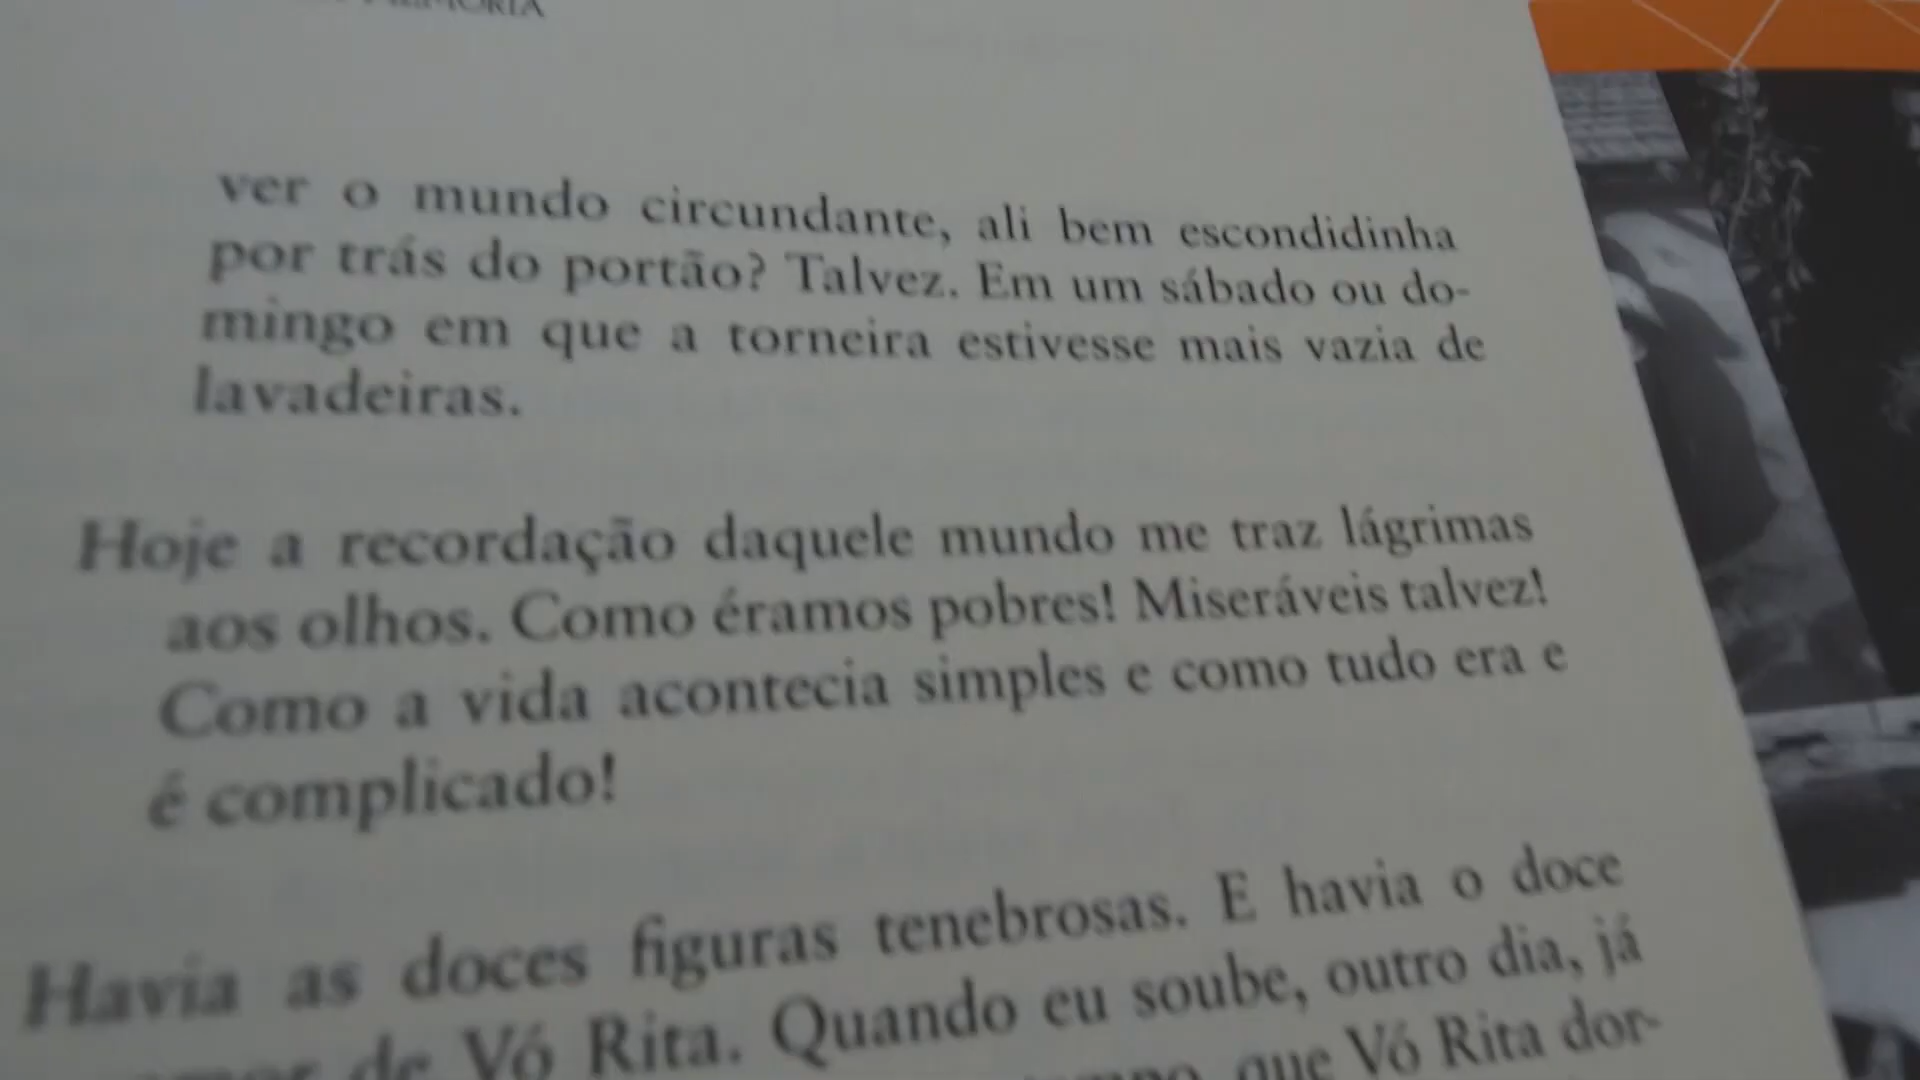 MEMÓRIA
ver o mundo circundante, ali bem escondidinha
por trás do portão? Talvez. Em um sábado ou do-
mingo em que a torneira estivesse mais vazia de
lavadeiras.
Hoje a recordação daquele mundo me traz lágrimas
aos olhos. Como éramos pobres! Miseráveis talvez!
Como a vida acontecia simples e como tudo era e
é complicado!
Havia as doces figuras tenebrosas. E havia o doce
amor de Vó Rita. Quando eu soube, outro dia, já
tempo, que Vó Rita dor-